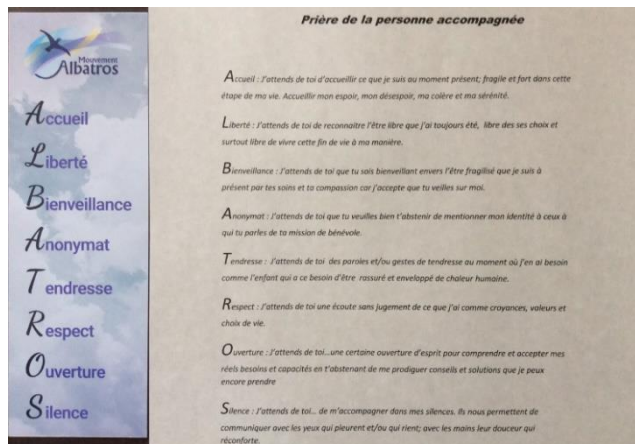 Mouvement
Albatros
Accueil
Liberté
Bienveillance
Anonymat
Tendresse
Respect
Ouverture
Silence
Prière de la personne accompagnée
Accueil : J'attends de toi d'accueillir ce que je suis au moment présent; fragile et fort dans cette
étape de ma vie. Accueillir mon espoir, mon désespoir, ma colère et ma sérénité.
Liberté : J'attends de toi de reconnaitre l'être libre que j'ai toujours été, libre des ses choix et
surtout libre de vivre cette fin de vie à ma manière.
Bienveillance : J'attends de toi que tu sois bienveillant envers l'être fragilisé que je suis à
présent par tes soins et ta compassion car j'accepte que tu veilles sur moi.
Anonymat : J'attends de toi que tu veuilles bien t'abstenir de mentionner mon identité à ceux à
qui tu parles de ta mission de bénévole.
Tendresse : J'attends de toi des paroles et/ou gestes de tendresse au moment où j'en ai besoin
comme l'enfant qui a ce besoin d'être rassuré et enveloppé de chaleur humaine.
Respect : J'attends de toi une écoute sans jugement de ce que j'ai comme croyances, valeurs et
choix de vie.
Ouverture : J'attends de toi...une certaine ouverture d'esprit pour comprendre et accepter mes
réels besoins et capacités en t'abstenant de me prodiguer conseils et solutions que je peux
encore prendre
Silence : J'attends de toi... de m'accompagner dans mes silences. Ils nous permettent de
communiquer avec les yeux qui pleurent et/ou qui rient; avec les mains leur douceur qui
réconforte.